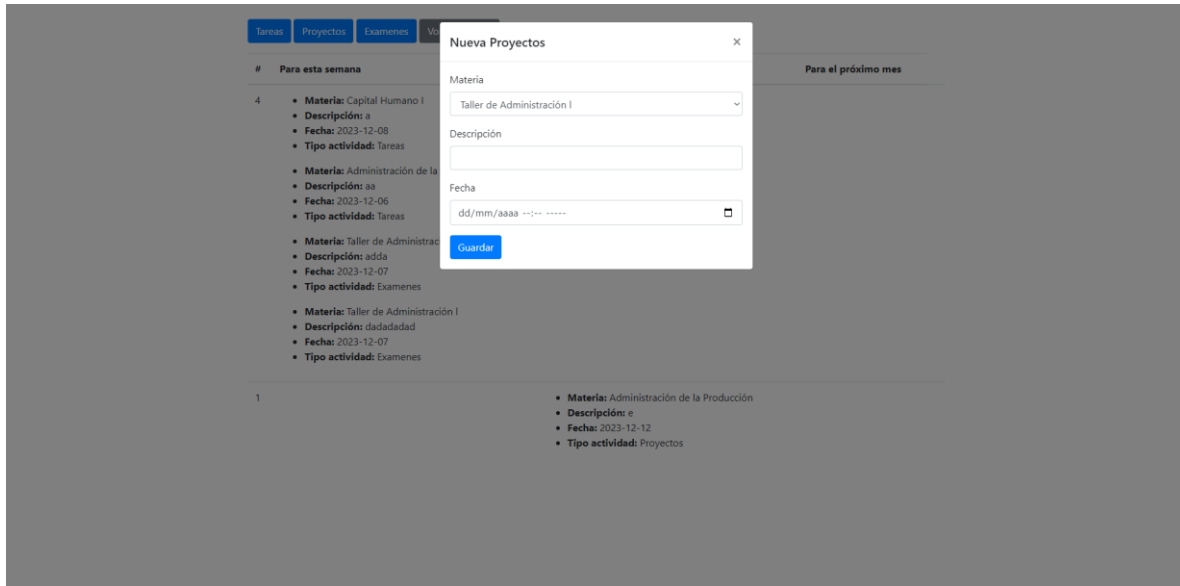 Tareas Proyectos Examenes
Nueva Proyectos ×
# Para esta semana Para el próximo mes
Materia
Taller de Administración I
Descripción
Fecha
dd/mm/aaaa --:-- -----
Guardar
4
Materia: Capital Humano I
Descripción: a
Fecha: 2023-12-08
Tipo actividad: Tareas
Materia: Administración de la
Descripción: aa
Fecha: 2023-12-06
Tipo actividad: Tareas
Materia: Taller de Administrac
Descripción: adda
Fecha: 2023-12-07
Tipo actividad: Examenes
Materia: Taller de Administración I
Descripción: dadadadad
Fecha: 2023-12-07
Tipo actividad: Examenes
1
Materia: Administración de la Producción
Descripción: e
Fecha: 2023-12-12
Tipo actividad: Proyectos